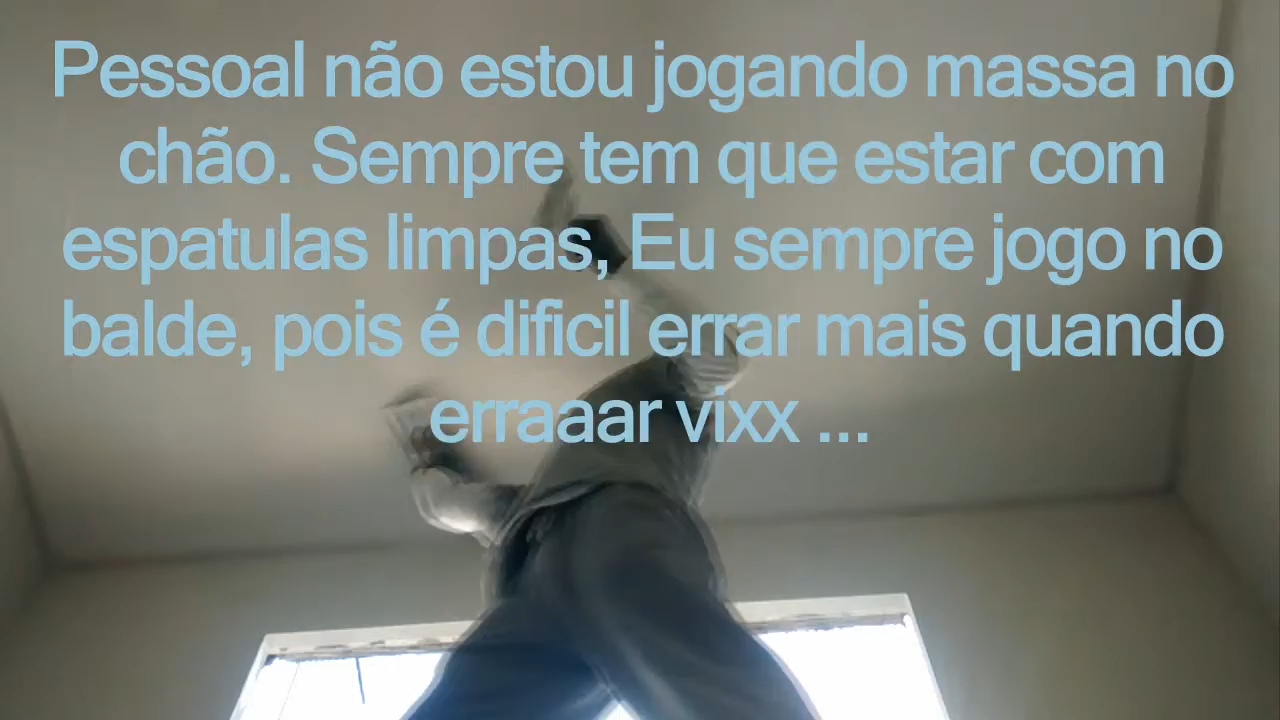 Pessoal não estou jogando massa no
chão. Sempre tem que estar com
espatulas limpas, Eu sempre jogo no
balde, pois é dificil errar mais quando
erraaar vixx ...